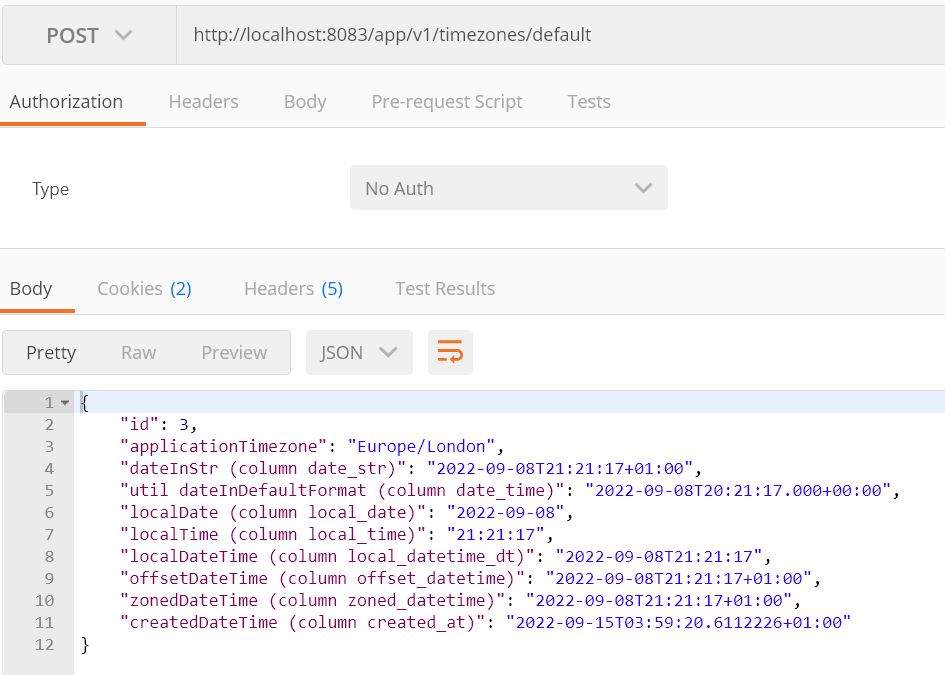 POST http://localhost:8083/app/v1/timezones/default
Authorization Headers Body Pre-request Script Tests
Type No Auth
Body Cookies (2) Headers (5) Test Results
Pretty Raw Preview JSON
1 {
2 "id": 3,
3 "applicationTimezone": "Europe/London",
4 "dateInStr (column date_str)": "2022-09-08T21:21:17+01:00",
5 "util dateInDefaultFormat (column date_time)": "2022-09-08T20:21:17.000+00:00",
6 "localDate (column local_date)": "2022-09-08",
7 "localTime (column local_time)": "21:21:17",
8 "localDateTime (column local_datetime_dt)": "2022-09-08T21:21:17",
9 "offsetDateTime (column offset_datetime)": "2022-09-08T21:21:17+01:00",
10 "zonedDateTime (column zoned_datetime)": "2022-09-08T21:21:17+01:00",
11 "createdDateTime (column created_at)": "2022-09-15T03:59:20.6112226+01:00"
12 }